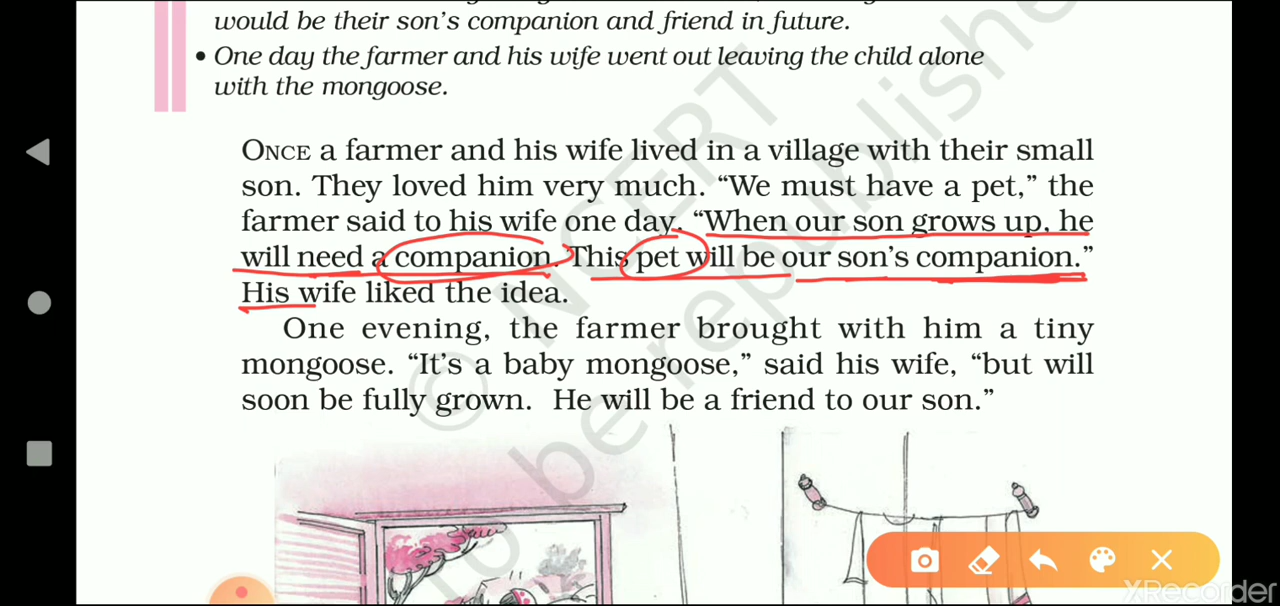 would be their son's companion and friend in future.
• One day the farmer and his wife went out leaving the child alone
with the mongoose.
ONCE a farmer and his wife lived in a village with their small
son. They loved him very much. “We must have a pet,” the
farmer said to his wife one day. “When our son grows up, he
will need a companion. This pet will be our son's companion.”
His wife liked the idea.
One evening, the farmer brought with him a tiny
mongoose. “It's a baby mongoose,” said his wife, “but will
soon be fully grown. He will be a friend to our son.”
© NCERT
to be republished
XRecorder